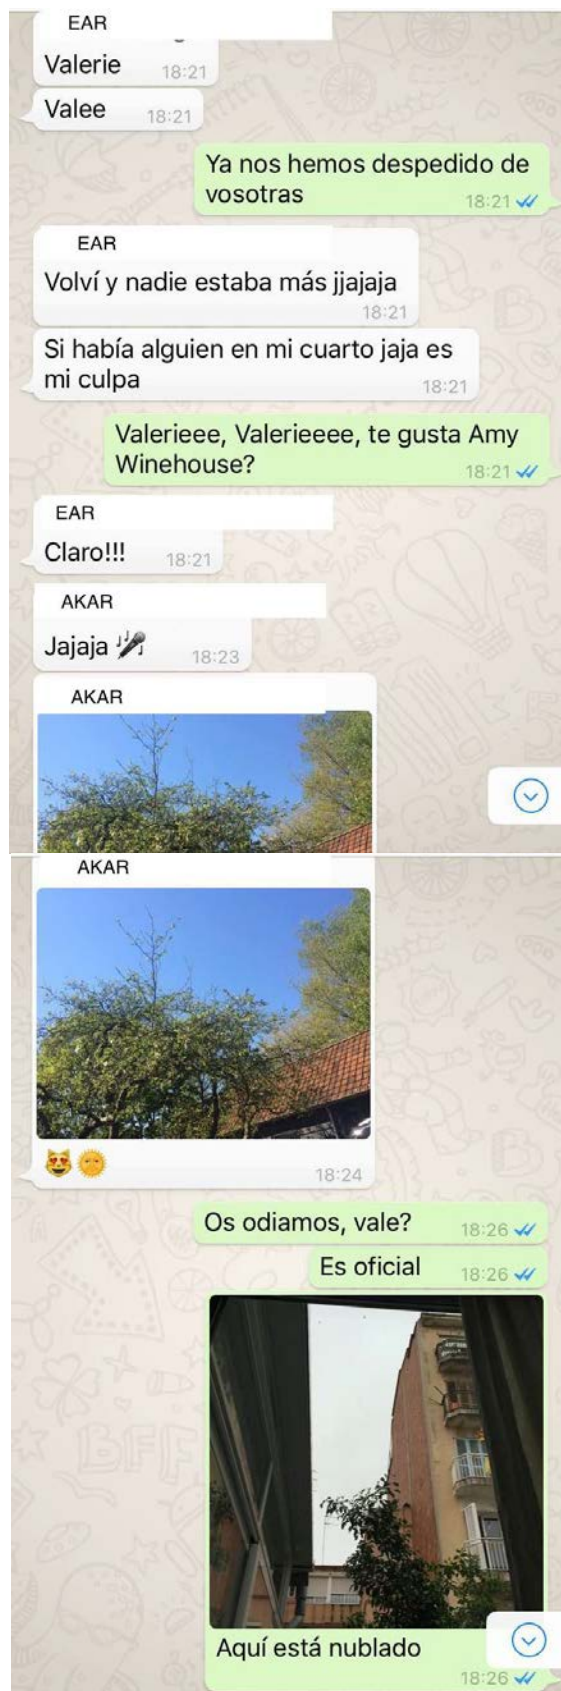 EAR
Valerie 18:21
Valee 18:21
Ya nos hemos despedido de
vosotras 18:21
EAR
Volví y nadie estaba más jjajaja
18:21
Si había alguien en mi cuarto jaja es
mi culpa 18:21
Valerieee, Valerieeee, te gusta Amy
Winehouse? 18:21
EAR
Claro!!! 18:21
AKAR
Jajaja 18:23
AKAR
AKAR
18:24
Os odiamos, vale? 18:26
Es oficial 18:26
Aquí está nublado
18:26
BFF